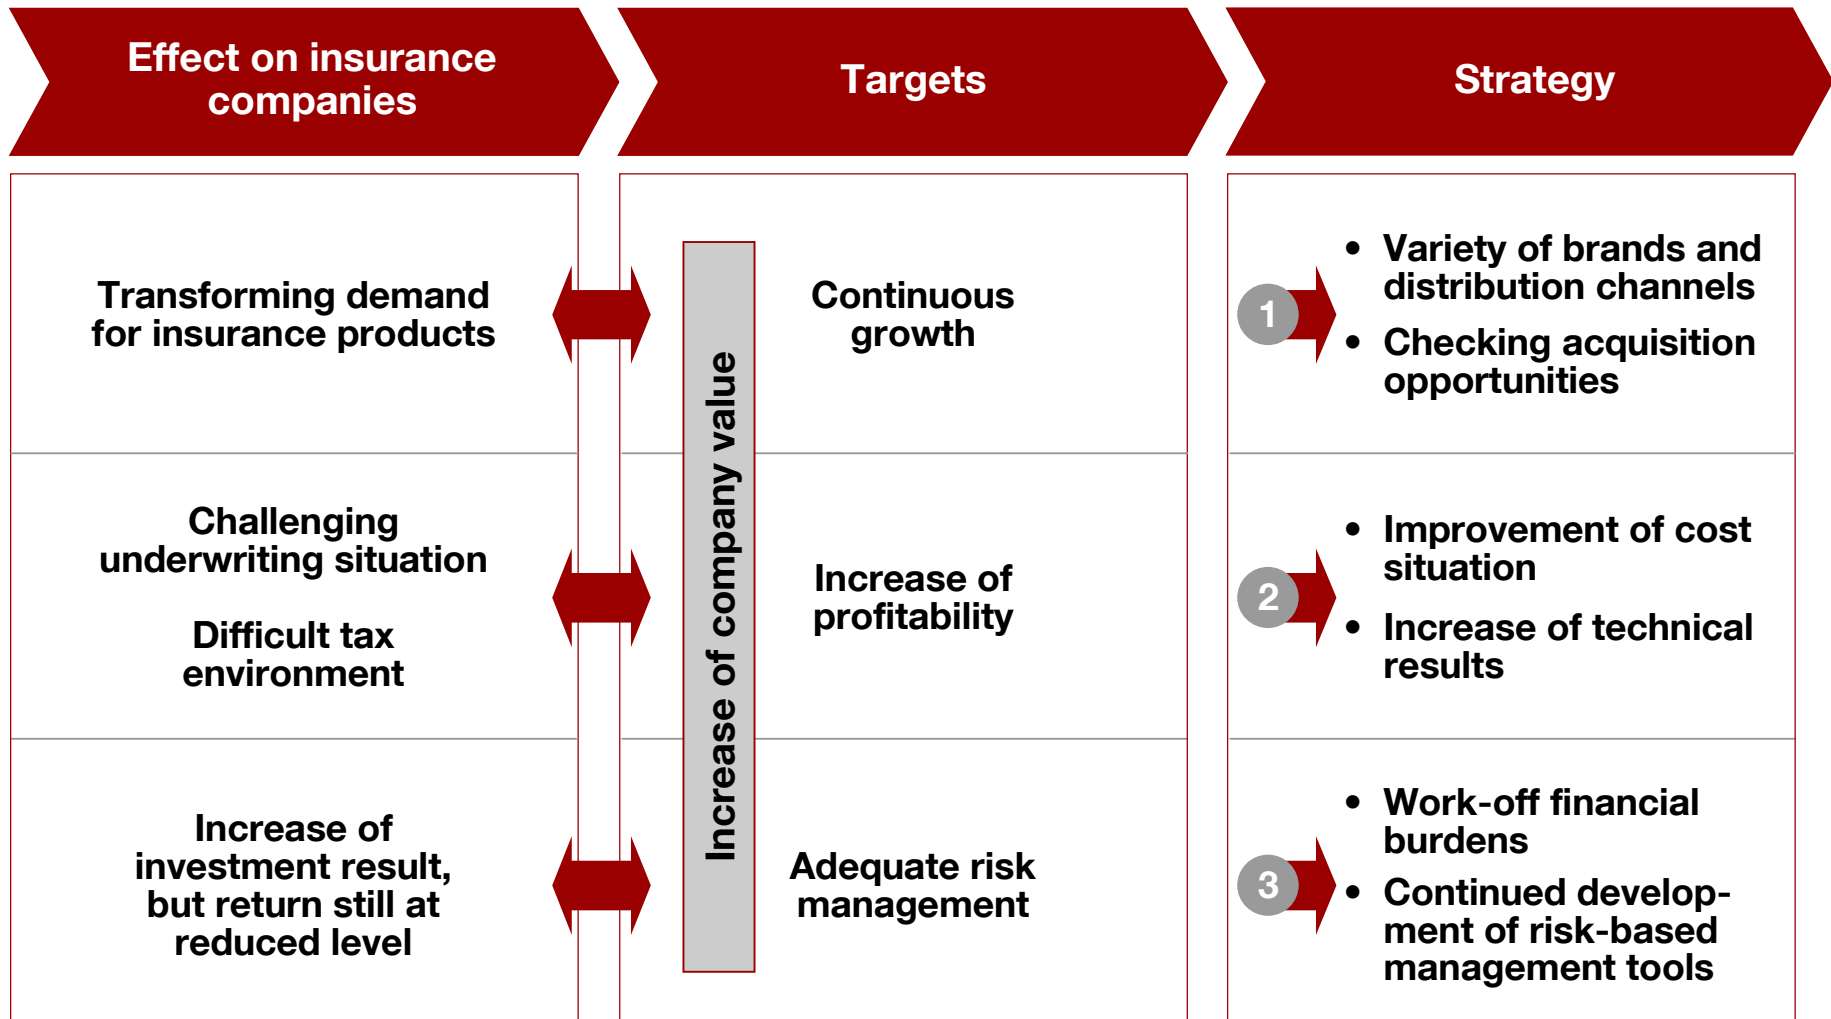 Effect on insurance
companies
Targets
Strategy
Transforming demand
for insurance products
Increase of company value
Continuous
growth
1
• Variety of brands and
distribution channels
• Checking acquisition
opportunities
Challenging
underwriting situation
Difficult tax
environment
Increase of
profitability
2
• Improvement of cost
situation
• Increase of technical
results
Increase of
investment result,
but return still at
reduced level
Adequate risk
management
3
• Work-off financial
burdens
• Continued develop-
ment of risk-based
management tools